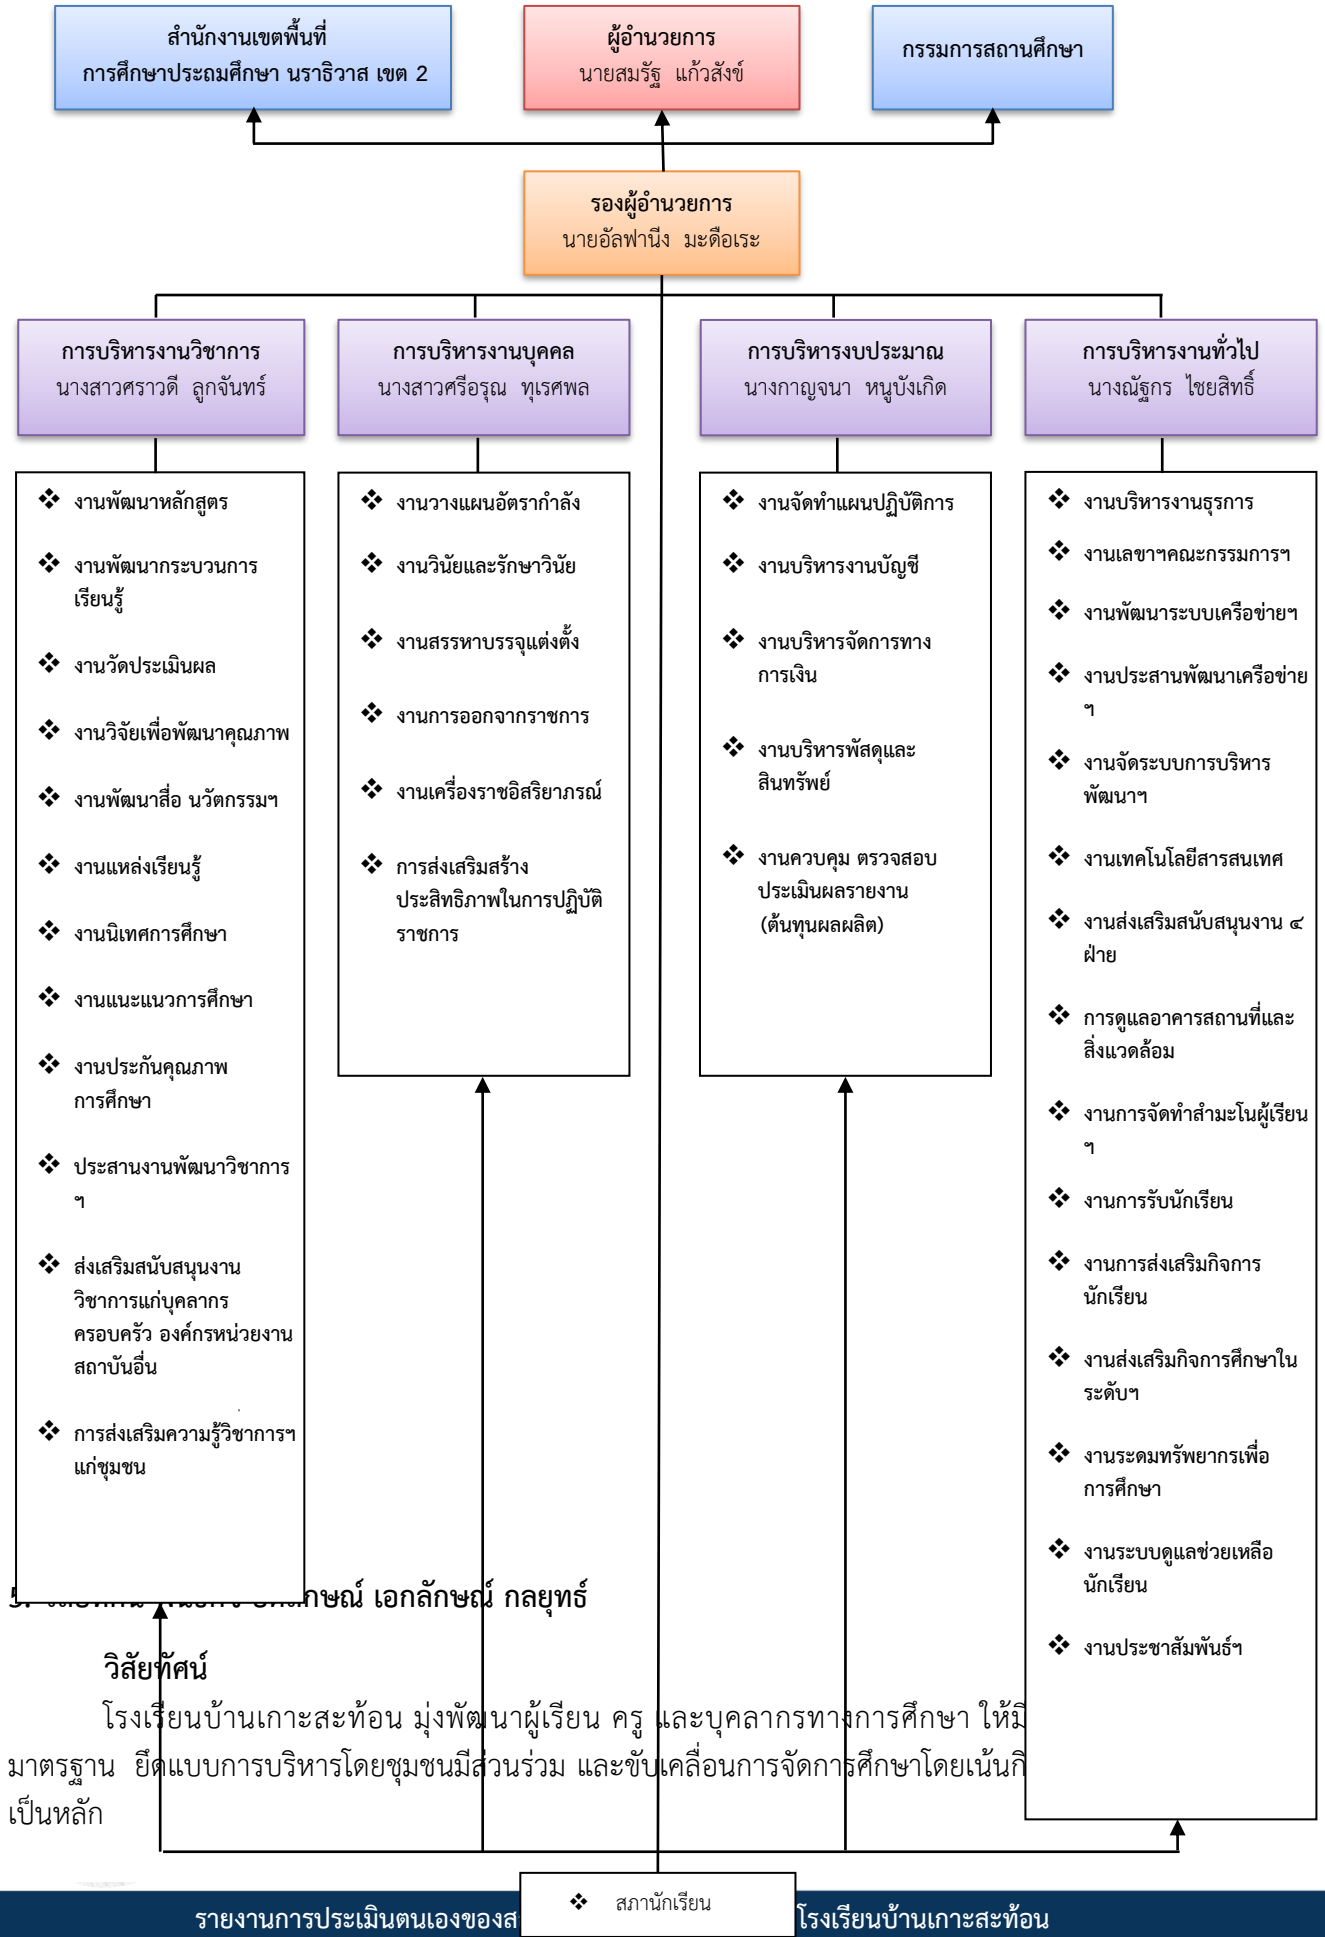 สำนักงานเขตพื้นที่
การศึกษาประถมศึกษา นราธิวาส เขต 2
ผู้อำนวยการ
นายสมรัฐ แก้วสังข์
กรรมการสถานศึกษา
รองผู้อำนวยการ
นายอัลฟานีง มะดือเระ
การบริหารงานวิชาการ
นางสาวศราวดี ลูกจันทร์
การบริหารงานบุคคล
นางสาวศรีอรุณ ทุเรศพล
การบริหารงบประมาณ
นางกาญจนา หนูบังเกิด
การบริหารงานทั่วไป
นางณัฐกร ไชยสิทธิ์
❖ งานพัฒนาหลักสูตร
❖ งานพัฒนากระบวนการ
เรียนรู้
❖ งานวัดประเมินผล
❖ งานวิจัยเพื่อพัฒนาคุณภาพ
❖ งานพัฒนาสื่อ นวัตกรรมฯ
❖ งานแหล่งเรียนรู้
❖ งานนิเทศการศึกษา
❖ งานแนะแนวการศึกษา
❖ งานประกันคุณภาพ
การศึกษา
❖ ประสานงานพัฒนาวิชาการ
ฯ
❖ ส่งเสริมสนับสนุนงาน
วิชาการแก่บุคลากร
ครอบครัว องค์กรหน่วยงาน
สถาบันอื่น
❖ การส่งเสริมความรู้วิชาการฯ
แก่ชุมชน
❖ งานวางแผนอัตรากำลัง
❖ งานวินัยและรักษาวินัย
❖ งานสรรหาบรรจุแต่งตั้ง
❖ งานการออกจากราชการ
❖ งานเครื่องราชอิสริยาภรณ์
❖ การส่งเสริมสร้าง
ประสิทธิภาพในการปฏิบัติ
ราชการ
❖ งานจัดทำแผนปฏิบัติการ
❖ งานบริหารงานบัญชี
❖ งานบริหารจัดการทาง
การเงิน
❖ งานบริหารพัสดุและ
สินทรัพย์
❖ งานควบคุม ตรวจสอบ
ประเมินผลรายงาน
(ต้นทุนผลผลิต)
❖ งานบริหารงานธุรการ
❖ งานเลขาฯคณะกรรมการฯ
❖ งานพัฒนาระบบเครือข่ายฯ
❖ งานประสานพัฒนาเครือข่าย
ฯ
❖ งานจัดระบบการบริหาร
พัฒนาฯ
❖ งานเทคโนโลยีสารสนเทศ
❖ งานส่งเสริมสนับสนุนงาน ๔
ฝ่าย
❖ การดูแลอาคารสถานที่และ
สิ่งแวดล้อม
❖ งานการจัดทำสำมะโนผู้เรียน
ฯ
❖ งานการรับนักเรียน
❖ งานการส่งเสริมกิจการ
นักเรียน
❖ งานส่งเสริมกิจการศึกษาใน
ระดับฯ
❖ งานระดมทรัพยากรเพื่อ
การศึกษา
❖ งานระบบดูแลช่วยเหลือ
นักเรียน
❖ งานประชาสัมพันธ์ฯ
เอกลักษณ์ กลยุทธ์
วิสัยทัศน์
โรงเรียนบ้านเกาะสะท้อน มุ่งพัฒนาผู้เรียน ครู และบุคลากรทางการศึกษา ให้มี
มาตรฐาน ยึดแบบการบริหารโดยชุมชนมีส่วนร่วม และขับเคลื่อนการจัดการศึกษาโดยเน้นกิ
เป็นหลัก
❖ สภานักเรียน
รายงานการประเมินตนเองของส โรงเรียนบ้านเกาะสะท้อน